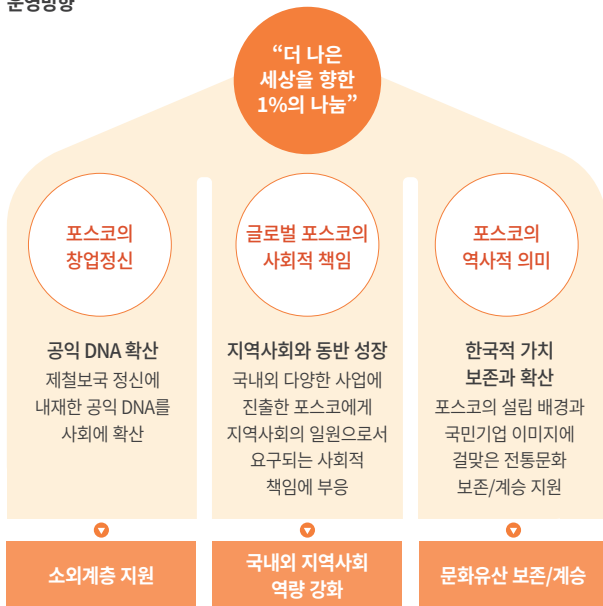 운영방향
“더 나은
세상을 향한
1%의 나눔”
포스코의
창업정신
공익 DNA 확산
제철보국 정신에
내재한 공익 DNA를
사회에 확산
소외계층 지원
글로벌 포스코의
사회적 책임
지역사회와 동반 성장
국내외 다양한 사업에
진출한 포스코에게
지역사회의 일원으로서
요구되는 사회적
책임에 부응
국내외 지역사회
역량 강화
포스코의
역사적 의미
한국적 가치
보존과 확산
포스코의 설립 배경과
국민기업 이미지에
걸맞은 전통문화
보존/계승 지원
문화유산 보존/계승